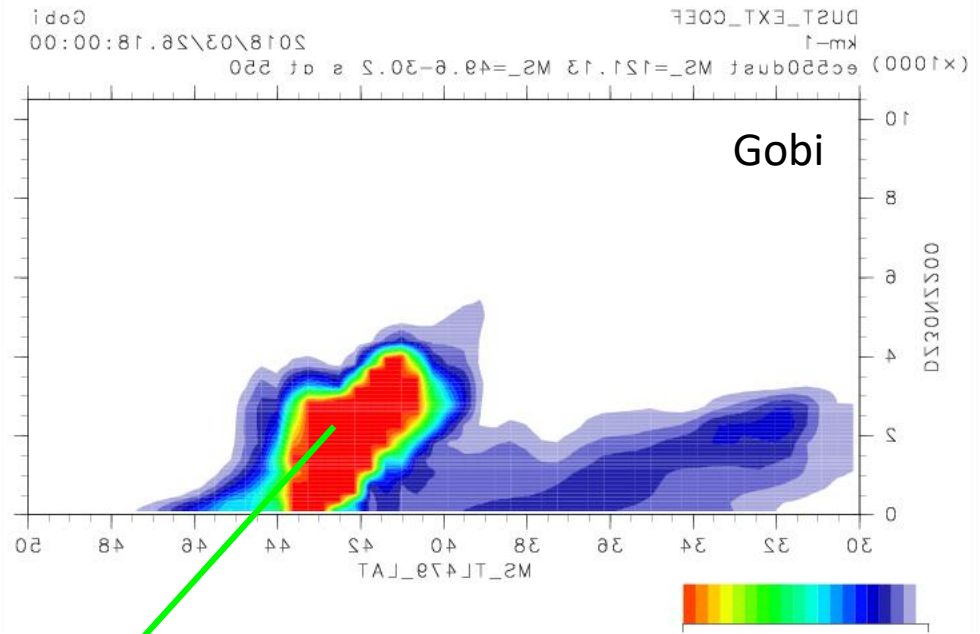 DUST_EXT_COEF
Gobi
km-1
2018/03/26.18:00:00
(×1000)
ec550dust MS_=121.13 MS_=49.6-30.2 s at 550
Gobi
10
8
6
4
2
0
DZ30NZ200
50 48 46 44 42 40 38 36 34 32 30
MS_TL479_LAT